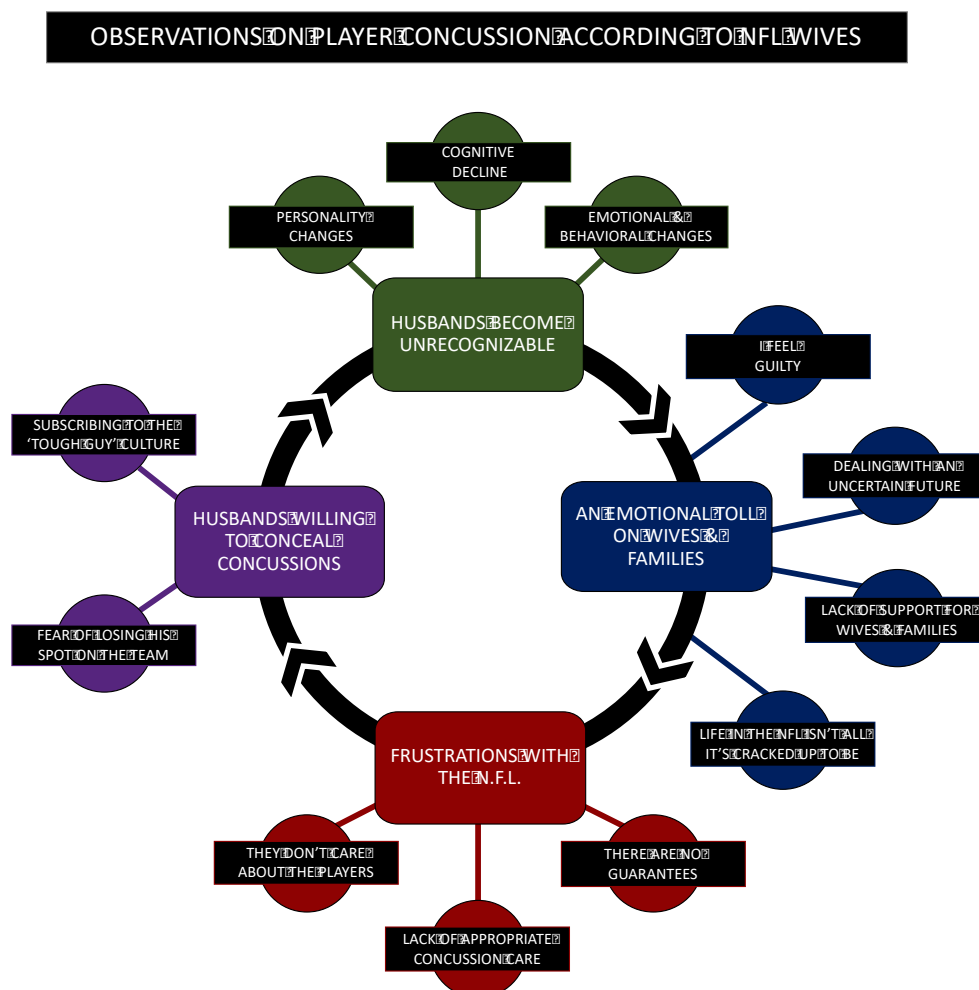 OBSERVATIONS ON PLAYER CONCUSSION ACCORDING TO NFL WIVES
COGNITIVE
DECLINE
PERSONALITY
CHANGES
EMOTIONAL &
BEHAVIORAL CHANGES
HUSBANDS BECOME
UNRECOGNIZABLE
I FEEL
GUILTY
SUBSCRIBING TO THE
‘TOUGH GUY’ CULTURE
DEALING WITH AN
UNCERTAIN FUTURE
HUSBANDS WILLING
TO CONCEAL
CONCUSSIONS
AN EMOTIONAL TOLL
ON WIVES &
FAMILIES
FEAR OF LOSING HIS
SPOT ON THE TEAM
LACK OF SUPPORT FOR
WIVES & FAMILIES
LIFE IN THE NFL ISN’T ALL
IT’S CRACKED UP TO BE
FRUSTRATIONS WITH
THE N.F.L.
THEY DON’T CARE
ABOUT THE PLAYERS
THERE ARE NO
GUARANTEES
LACK OF APPROPRIATE
CONCUSSION CARE